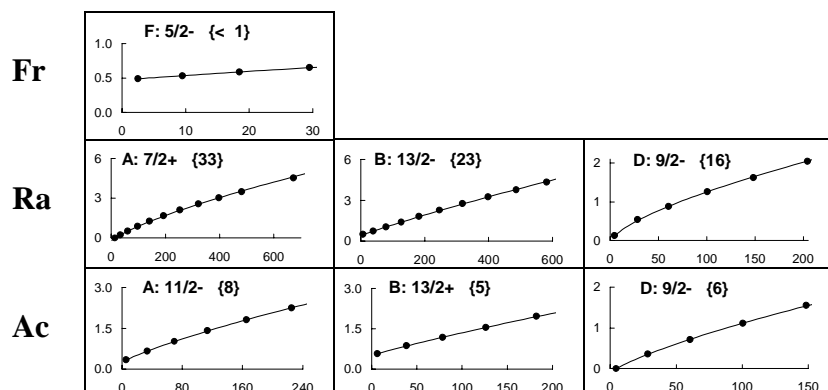 Fr
F: 5/2- {< 1}
1.0
0.5
0.0
0 10 20 30
Ra
A: 7/2+ {33}
6
3
0
0 200 400 600
B: 13/2- {23}
6
3
0
0 200 400 600
D: 9/2- {16}
2
1
0
0 50 100 150 200
Ac
A: 11/2- {8}
3.0
1.5
0.0
0 80 160 240
B: 13/2+ {5}
3.0
1.5
0.0
0 50 100 150 200
D: 9/2- {6}
2
1
0
0 50 100 150